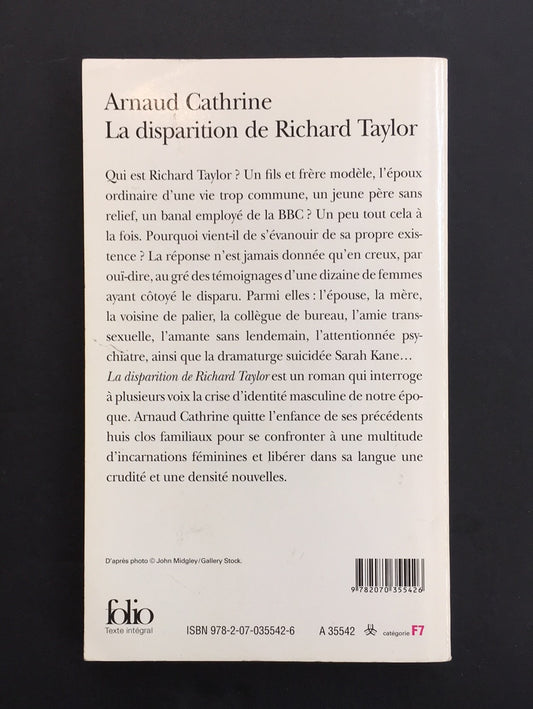 Arnaud Cathrine
La disparition de Richard Taylor
Qui est Richard Taylor ? Un fils et frère modèle, l'époux
ordinaire d'une vie trop commune, un jeune père sans
relief, un banal employé de la BBC ? Un peu tout cela à
la fois. Pourquoi vient-il de s'évanouir de sa propre exis-
tence ? La réponse n'est jamais donnée qu'en creux, par
ouï-dire, au gré des témoignages d'une dizaine de femmes
ayant côtoyé le disparu. Parmi elles : l'épouse, la mère,
la voisine de palier, la collègue de bureau, l'amie trans-
sexuelle, l'amante sans lendemain, l'attentionnée psy-
chiatre, ainsi que la dramaturge suicidée Sarah Kane…
La disparition de Richard Taylor est un roman qui interroge
à plusieurs voix la crise d'identité masculine de notre épo-
que. Arnaud Cathrine quitte l'enfance de ses précédents
huis clos familiaux pour se confronter à une multitude
d'incarnations féminines et libérer dans sa langue une
crudité et une densité nouvelles.
D'après photo © John Midgley / Gallery Stock.
9 782070 355426
folio
Texte intégral
ISBN 978-2-07-035542-6 A 35542 catégorie F7